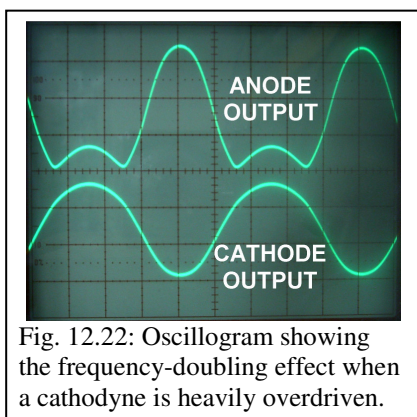 ANODE
OUTPUT
CATHODE
OUTPUT
Fig. 12.22: Oscillogram showing
the frequency-doubling effect when
a cathodyne is heavily overdriven.